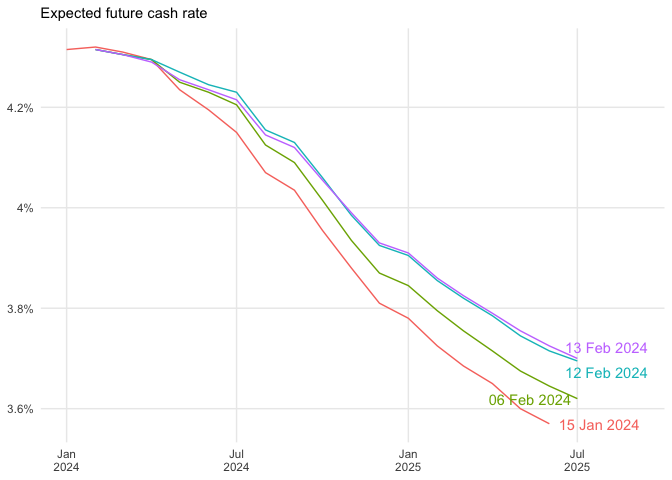 Expected future cash rate
4.2%
4%
3.8%
3.6%
13 Feb 2024
12 Feb 2024
06 Feb 2024
15 Jan 2024
Jan
2024
Jul
2024
Jan
2025
Jul
2025